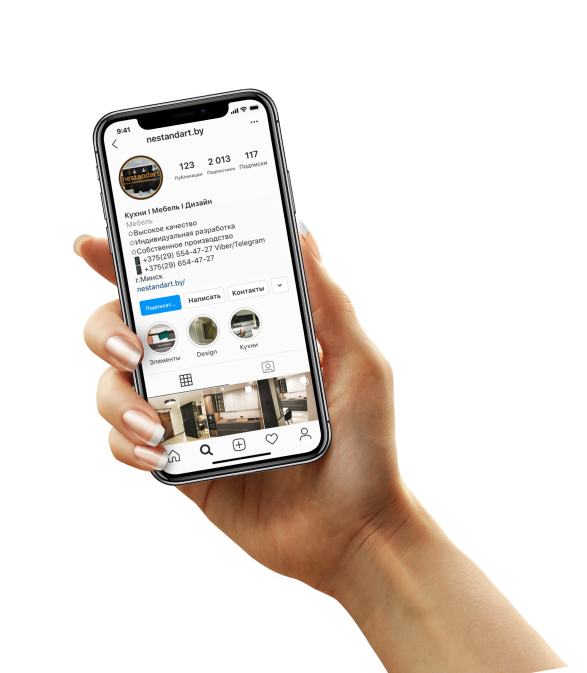 9:41
nestandart.by
nestandart
123 2 013 117
Публикации Подписчики Подписки
Кухни I Мебель I Дизайн
Мебель
Высокое качество
Индивидуальная разработка
Собственное производство
+375(29) 554-47-27 Viber/Telegram
+375(29) 654-47-27
г.Минск
nestandart.by/
Подписат... Написать Контакты
Элементы Design Кухни